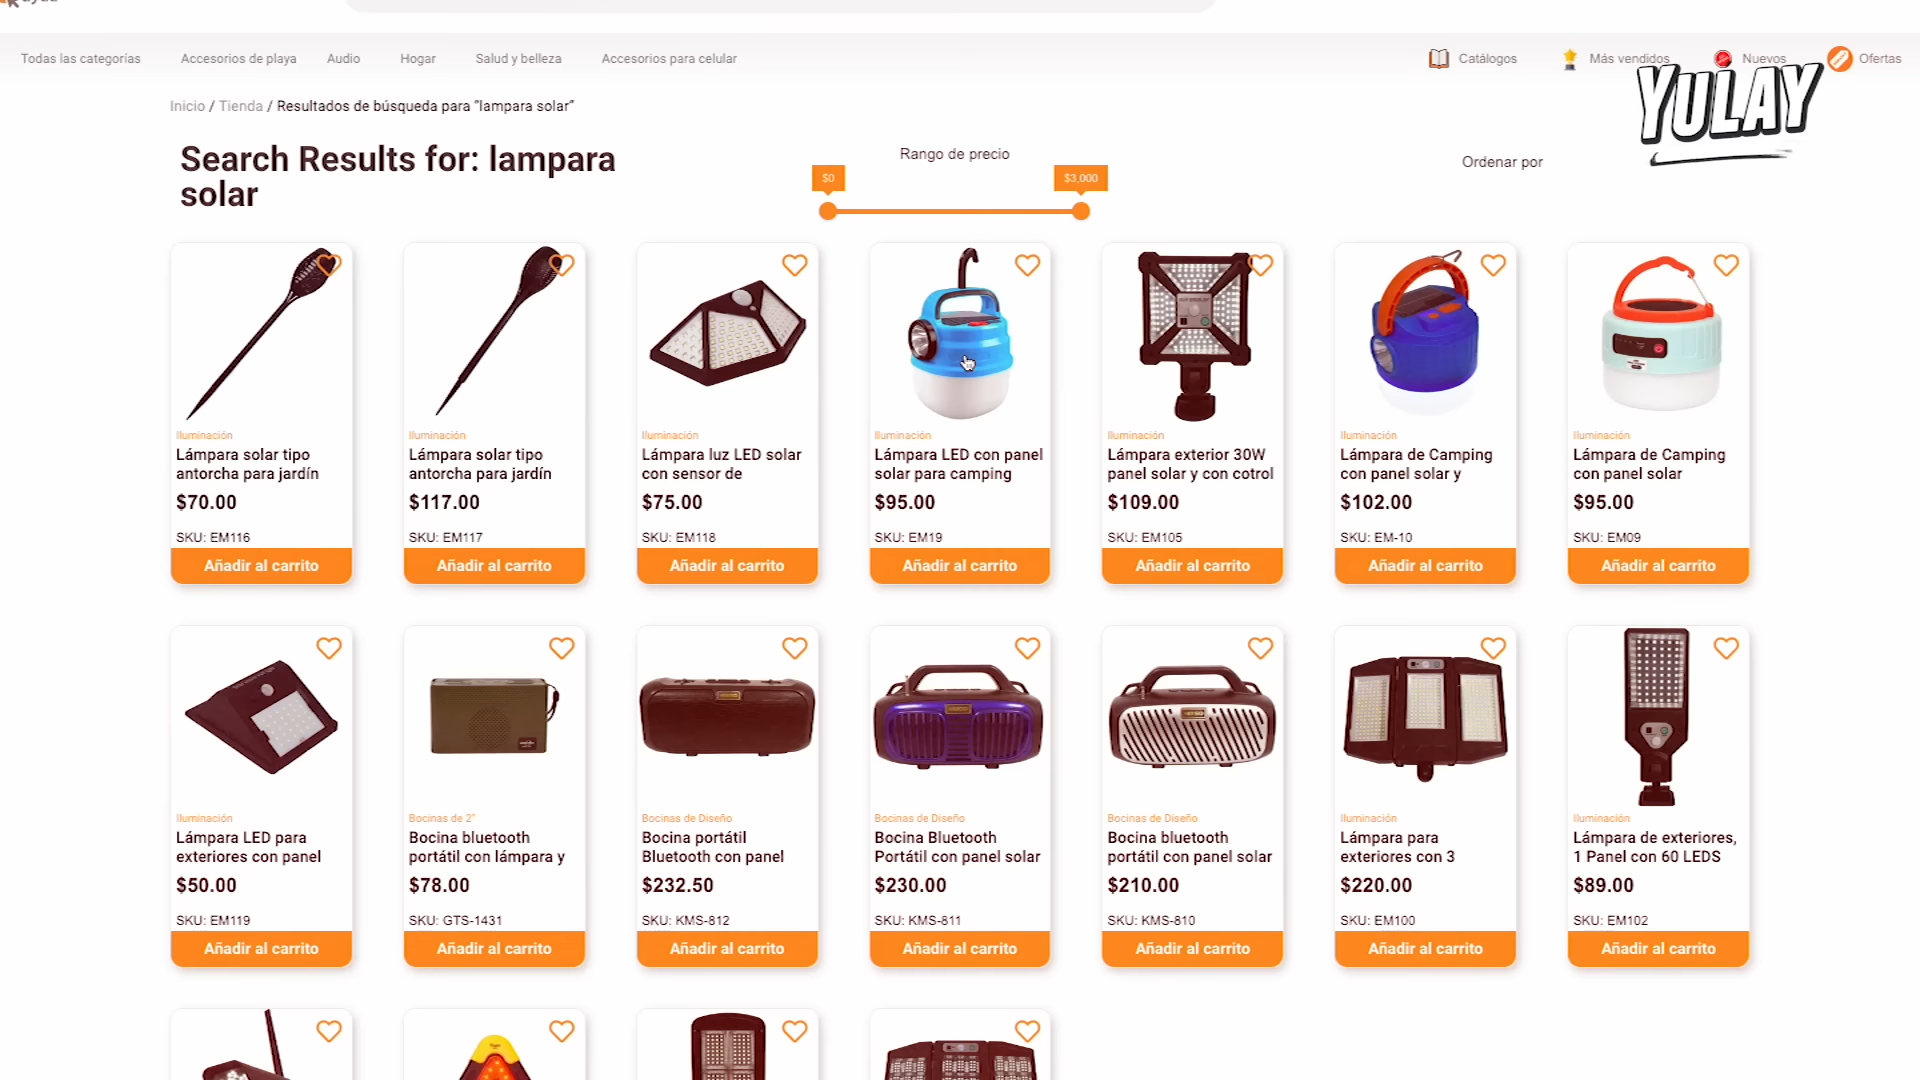 Todas las categorías
Accesorios de playa
Audio
Hogar
Salud y belleza
Accesorios para celular
Catálogos
Más vendidos
Nuevos
Ofertas
YULAY
Inicio / Tienda / Resultados de búsqueda para "lampara solar"
Search Results for: lampara
solar
Rango de precio
$0
$3,000
Ordenar por
Iluminación
Lámpara solar tipo
antorcha para jardín
$70.00
SKU: EM116
Añadir al carrito
Iluminación
Lámpara solar tipo
antorcha para jardín
$117.00
SKU: EM117
Añadir al carrito
Iluminación
Lámpara luz LED solar
con sensor de
$75.00
SKU: EM118
Añadir al carrito
Iluminación
Lámpara LED con panel
solar para camping
$95.00
SKU: EM19
Añadir al carrito
Iluminación
Lámpara exterior 30W
panel solar y con cotrol
$109.00
SKU: EM105
Añadir al carrito
Iluminación
Lámpara de Camping
con panel solar y
$102.00
SKU: EM-10
Añadir al carrito
Iluminación
Lámpara de Camping
con panel solar
$95.00
SKU: EM09
Añadir al carrito
Iluminación
Lámpara LED para
exteriores con panel
$50.00
SKU: EM119
Añadir al carrito
Bocinas de 2"
Bocina bluetooth
portátil con lámpara y
$78.00
SKU: GTS-1431
Añadir al carrito
Bocinas de Diseño
Bocina portátil
Bluetooth con panel
$232.50
SKU: KMS-812
Añadir al carrito
Bocinas de Diseño
Bocina Bluetooth
Portátil con panel solar
$230.00
SKU: KMS-811
Añadir al carrito
Bocinas de Diseño
Bocina bluetooth
portátil con panel solar
$210.00
SKU: KMS-810
Añadir al carrito
Iluminación
Lámpara para
exteriores con 3
$220.00
SKU: EM100
Añadir al carrito
Iluminación
Lámpara de exteriores,
1 Panel con 60 LEDS
$89.00
SKU: EM102
Añadir al carrito